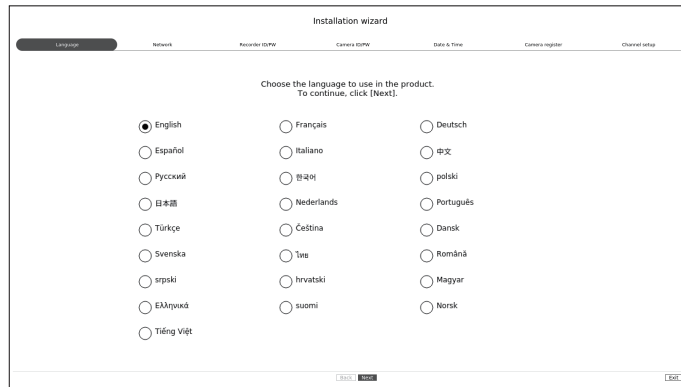 Installation wizard
Language Network Recorder ID/PW Camera ID/PW Date & Time Camera register Channel setup
Choose the language to use in the product.
To continue, click [Next].
English Français Deutsch
Español Italiano 中文
Русский 한국어 polski
日本語 Nederlands Português
Türkçe Čeština Dansk
Svenska ไทย Română
srpski hrvatski Magyar
Ελληνικά suomi Norsk
Tiếng Việt
Back Next Exit